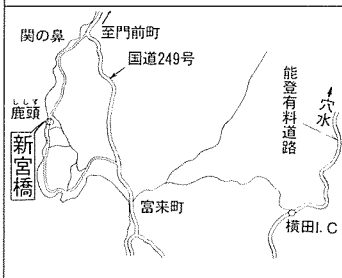 関の鼻
至門前町
国道249号
ししず
鹿頭
新宮橋
能登有料道路
穴水
富来町
横田I.C